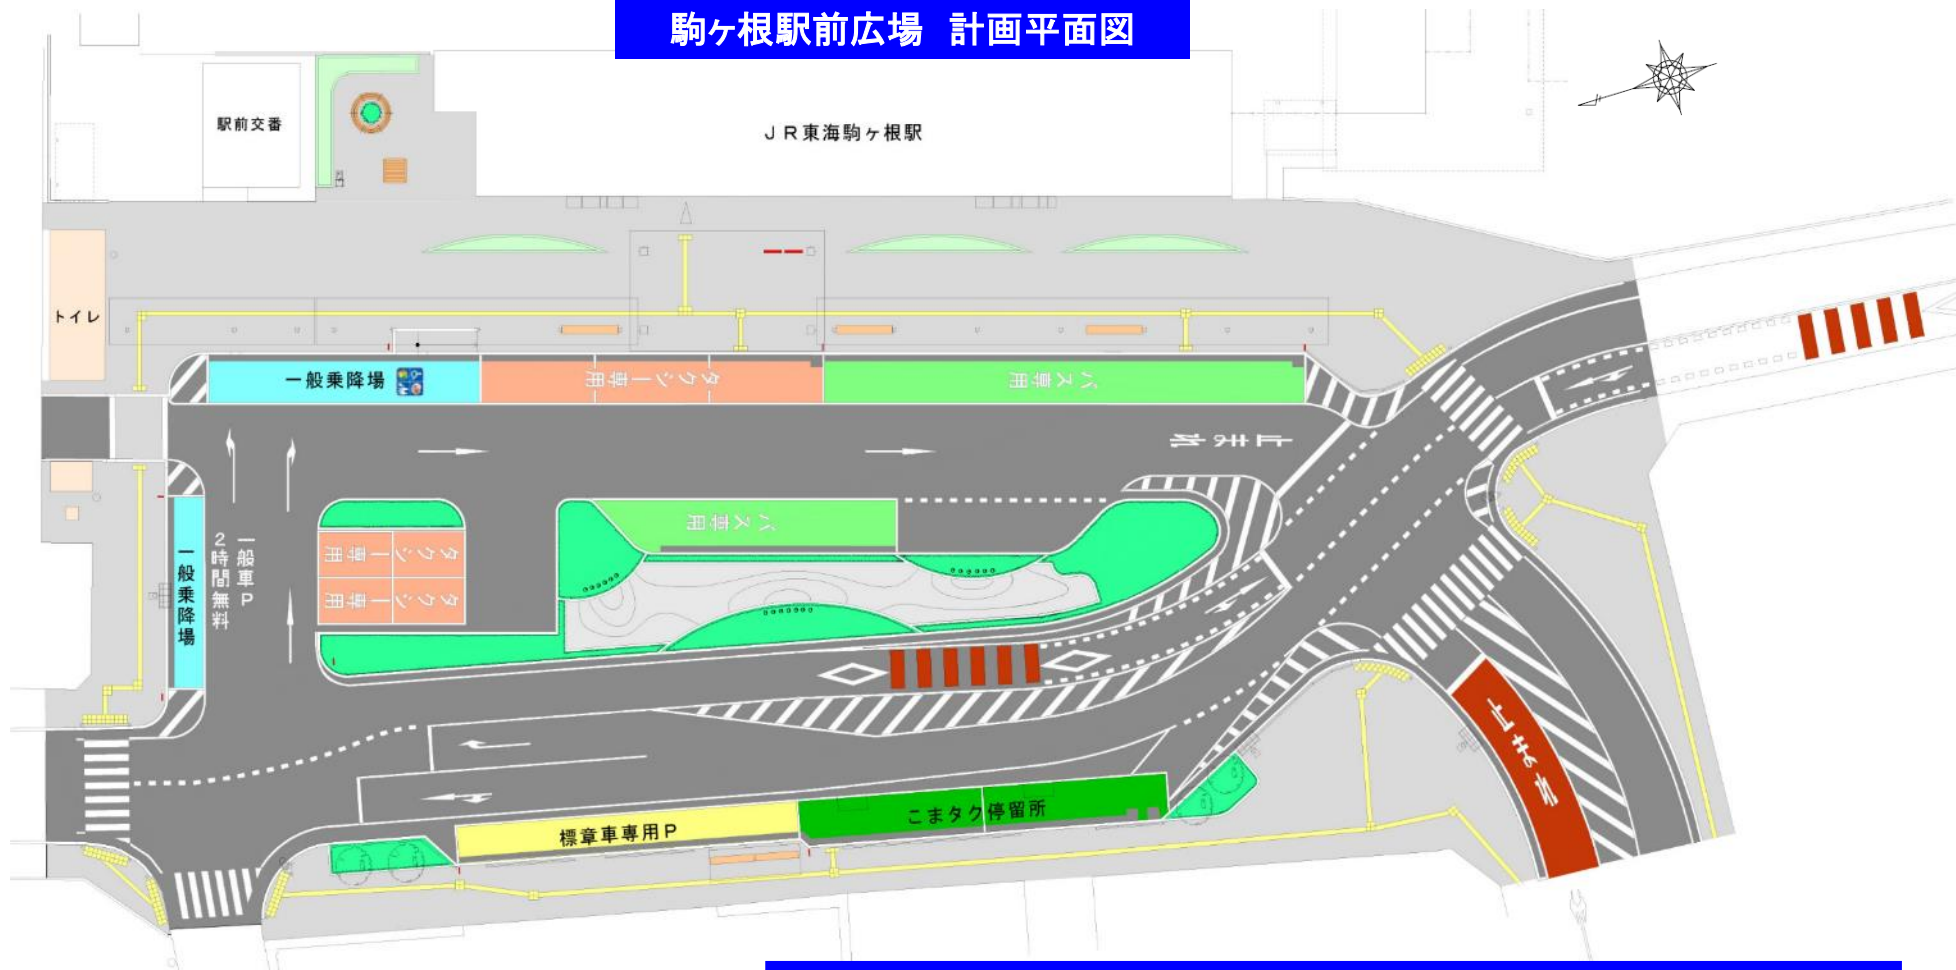 駒ヶ根駅前広場 計画平面図
駅前交番
JR東海駒ヶ根駅
トイレ
一般乗降場
タクシー専用
バス専用
止まれ
バス専用
一般乗降場
一般車P
2時間無料
タクシー専用
タクシー専用
止まれ
標章車専用P
こまタク停留所